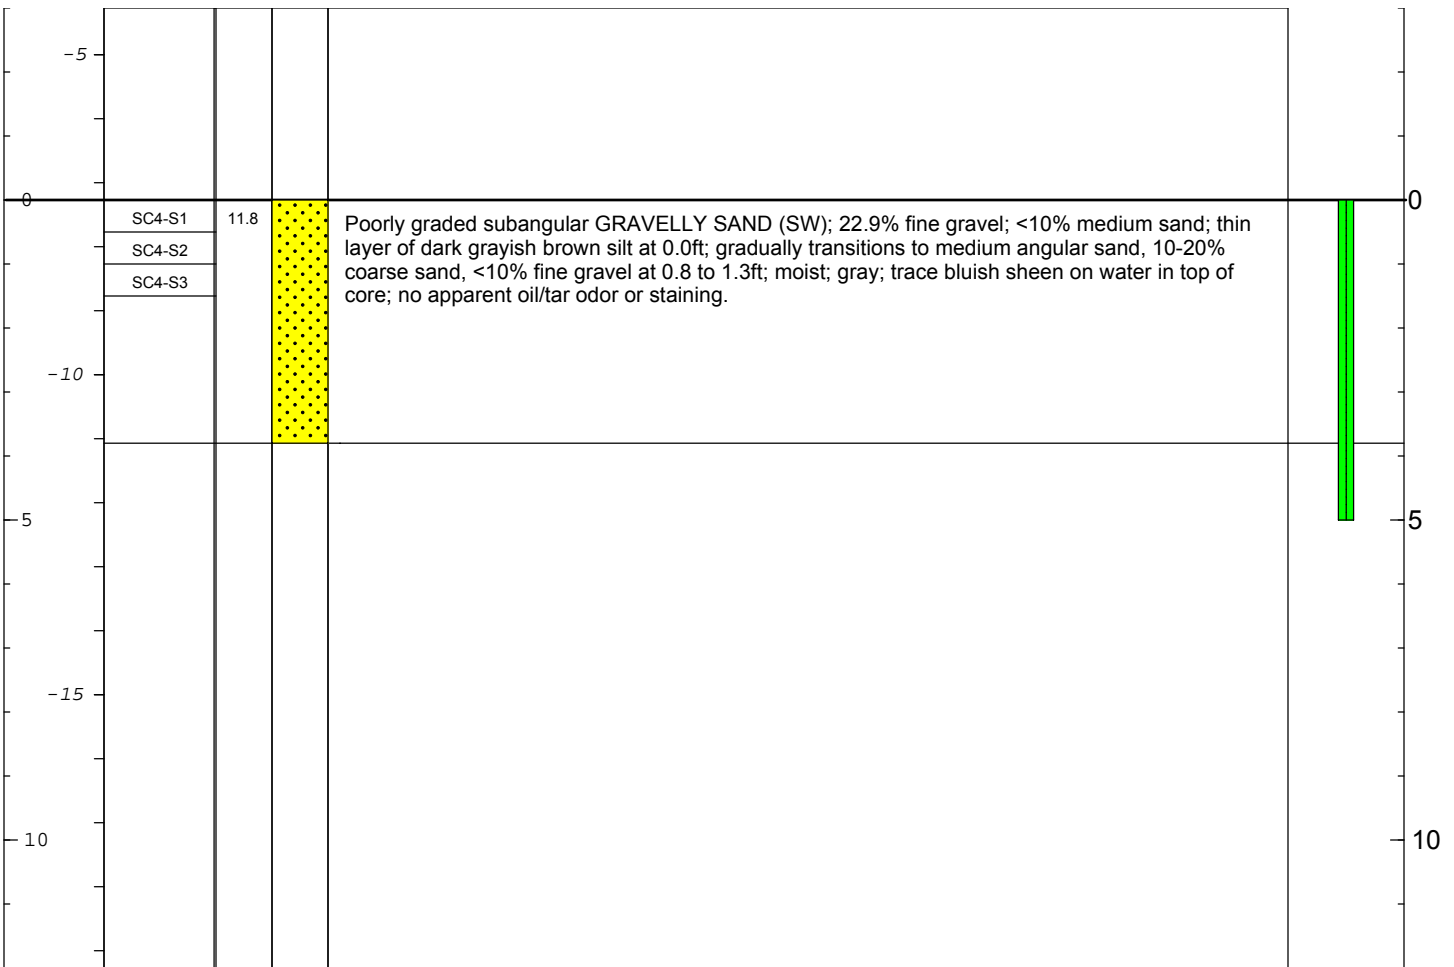 -5
0
0
SC4-S1
11.8
SC4-S2
SC4-S3
Poorly graded subangular GRAVELLY SAND (SW); 22.9% fine gravel; <10% medium sand; thin
layer of dark grayish brown silt at 0.0ft; gradually transitions to medium angular sand, 10-20%
coarse sand, <10% fine gravel at 0.8 to 1.3ft; moist; gray; trace bluish sheen on water in top of
core; no apparent oil/tar odor or staining.
-10
5
5
-15
10
10